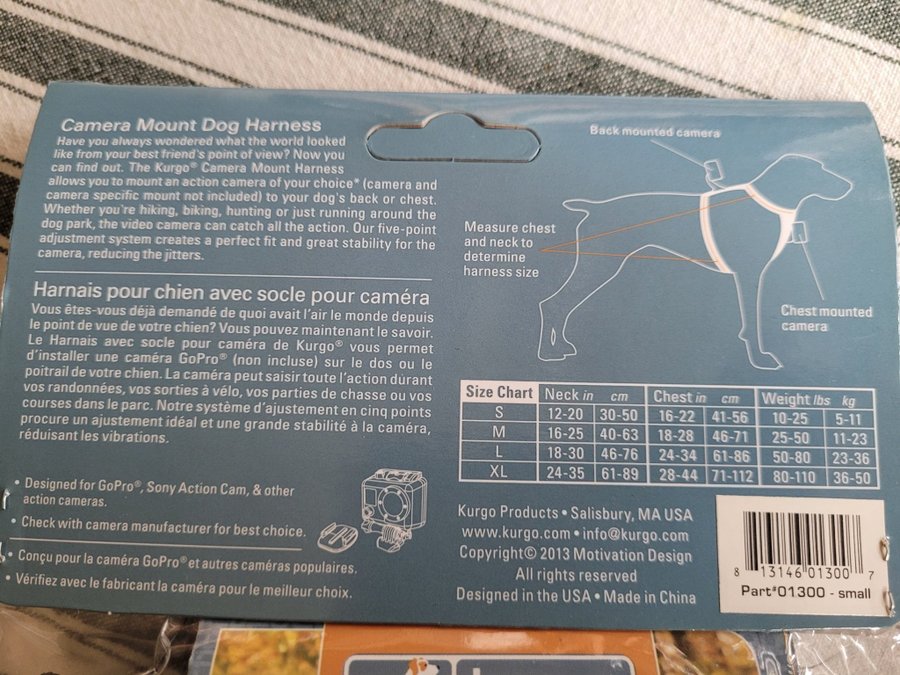 Camera Mount Dog Harness
Have you always wondered what the world looked
like from your best friend's point of view? Now you
can find out. The Kurgo® Camera Mount Harness
allows you to mount an action camera of your choice* (camera and
camera specific mount not included) to your dog's back or chest.
Whether you're hiking, biking, hunting or just running around the
dog park, the video camera can catch all the action. Our five-point
adjustment system creates a perfect fit and great stability for the
camera, reducing the jitters.
Harnais pour chien avec socle pour caméra
Vous êtes-vous déjà demandé de quoi avait l'air le monde depuis
le point de vue de votre chien? Vous pouvez maintenant le savoir.
Le Harnais avec socle pour caméra de Kurgo® vous permet
d'installer une caméra GoPro® (non incluse) sur le dos ou le
poitrail de votre chien. La caméra peut saisir toute l'action durant
vos randonnées, vos sorties à vélo, vos parties de chasse ou vos
courses dans le parc. Notre système d'ajustement en cinq points
procure un ajustement idéal et une grande stabilité à la caméra,
réduisant les vibrations.
• Designed for GoPro®, Sony Action Cam, & other
action cameras.
• Check with camera manufacturer for best choice.
• Conçu pour la caméra GoPro® et autres caméras populaires.
• Vérifiez avec le fabricant la caméra pour le meilleur choix.
Back mounted camera
Measure chest
and neck to
determine
harness size
Chest mounted
camera
Size Chart Neck in cm Chest in cm Weight lbs kg
S 12-20 30-50 16-22 41-56 10-25 5-11
M 16-25 40-63 18-28 46-71 25-50 11-23
L 18-30 46-76 24-34 61-86 50-80 23-36
XL 24-35 61-89 28-44 71-112 80-110 36-50
Kurgo Products • Salisbury, MA USA
www.kurgo.com • info@kurgo.com
Copyright© 2013 Motivation Design
All rights reserved
Designed in the USA • Made in China
8 13146 01300 7
Part#01300 - small